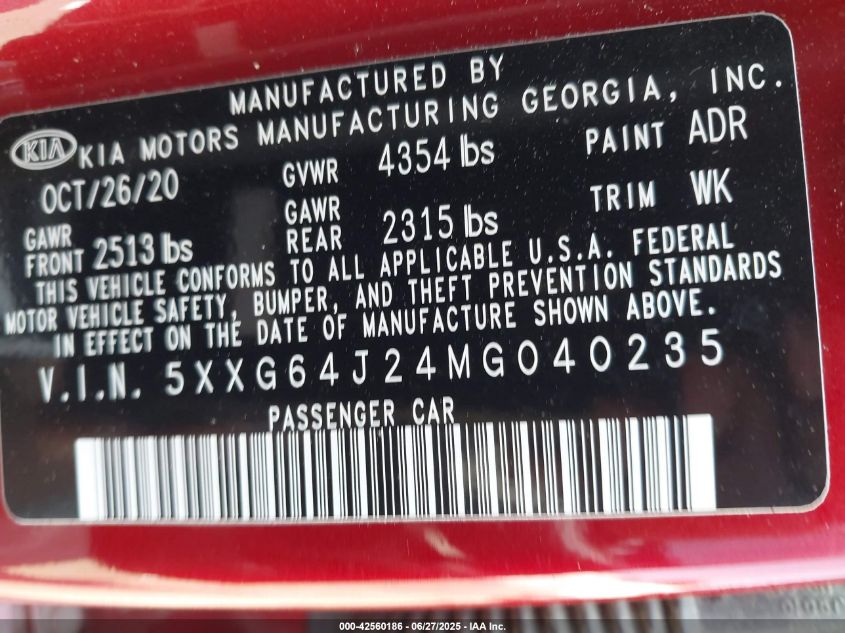 MANUFACTURED BY
KIA KIA MOTORS MANUFACTURING GEORGIA, INC.
OCT/26/20 GVWR 4354 lbs PAINT ADR
GAWR FRONT 2513 lbs GAWR REAR 2315 lbs TRIM WK
THIS VEHICLE CONFORMS TO ALL APPLICABLE U.S.A. FEDERAL
MOTOR VEHICLE SAFETY, BUMPER, AND THEFT PREVENTION STANDARDS
IN EFFECT ON THE DATE OF MANUFACTURE SHOWN ABOVE.
V.I.N. 5XXG64J24MG040235
PASSENGER CAR
000-42560186 - 06/27/2025 - IAA Inc.